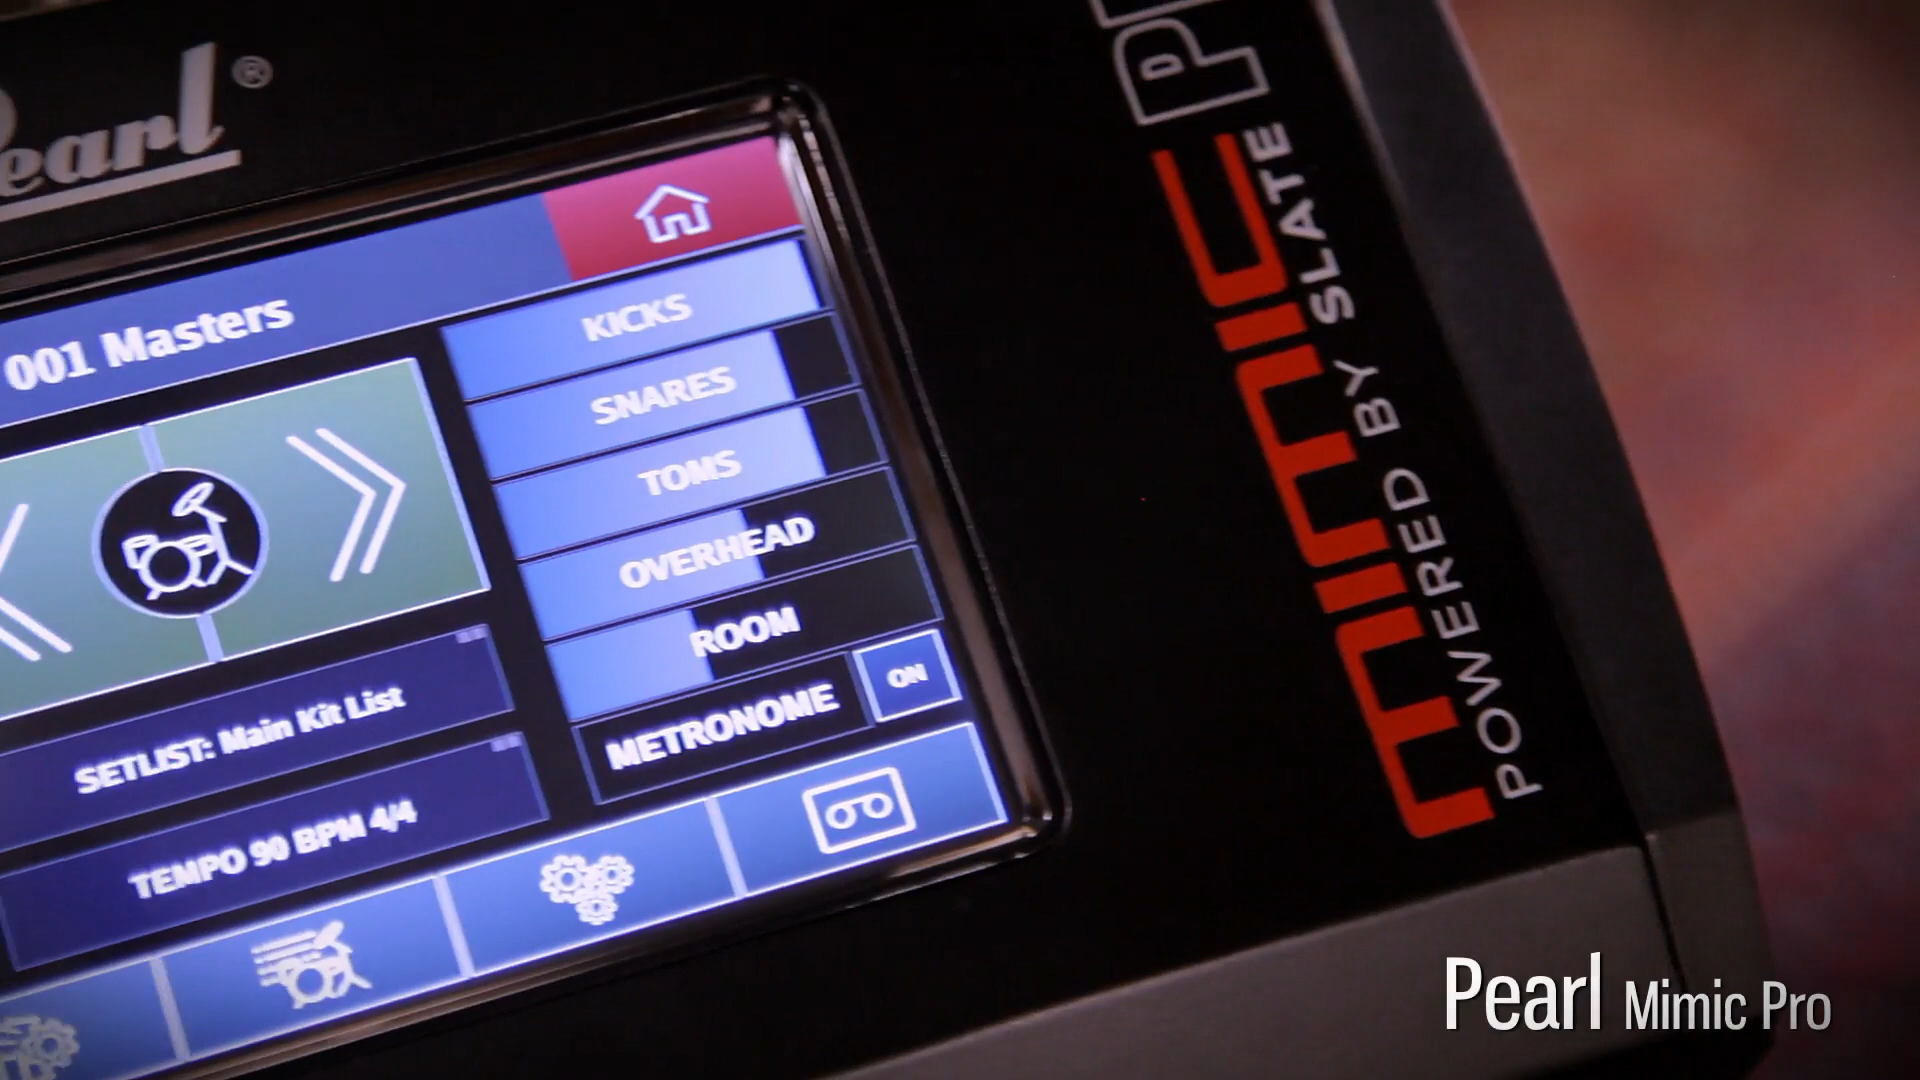 Pearl®
001 Masters
KICKS
SNARES
TOMS
OVERHEAD
ROOM
METRONOME
ON
SETLIST: Main Kit List
TEMPO 90 BPM 4/4
mimic
POWERED BY SLATE
Pearl Mimic Pro